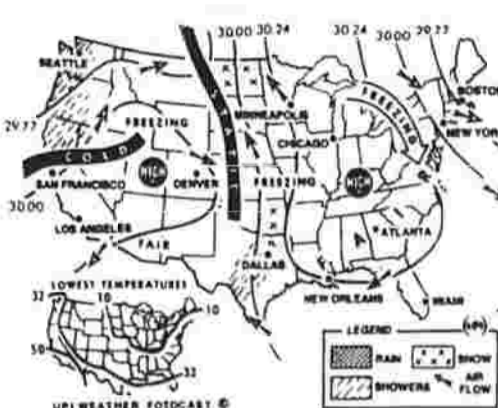 30.00 30.24
30.24 30.00 29.77
SEATTLE
BOSTON
MINNEAPOLIS
FREEZING
FREEZING
NEW YORK
29.77
CHICAGO
COLD
HIGH
DENVER
FREEZING
HIGH
SAN FRANCISCO
30.00
LOS ANGELES
FAIR
ATLANTA
DALLAS
LOWEST TEMPERATURES
32 10
10
NEW ORLEANS
MIAMI
50
32
LEGEND
RAIN
SNOW
SHOWERS
AIR
FLOW
UPI WEATHER FOTOCAST ©